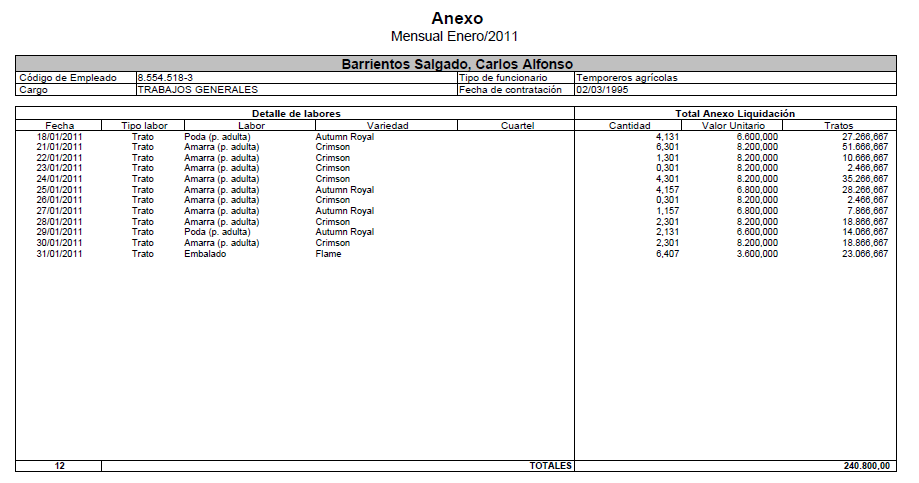 Anexo
Mensual Enero/2011
Barrientos Salgado, Carlos Alfonso
Código de Empleado 8.554.518-3 Tipo de funcionario Temporeros agrícolas
Cargo TRABAJOS GENERALES Fecha de contratación 02/03/1995
Detalle de labores Total Anexo Liquidación
Fecha Tipo labor Labor Variedad Cuartel Cantidad Valor Unitario Tratos
18/01/2011 Trato Poda (p. adulta) Autumn Royal 4,131 6.600,000 27.266,667
21/01/2011 Trato Amarra (p. adulta) Crimson 6,301 8.200,000 51.666,667
22/01/2011 Trato Amarra (p. adulta) Crimson 1,301 8.200,000 10.666,667
23/01/2011 Trato Amarra (p. adulta) Crimson 0,301 8.200,000 2.466,667
24/01/2011 Trato Amarra (p. adulta) Crimson 4,301 8.200,000 35.266,667
25/01/2011 Trato Amarra (p. adulta) Autumn Royal 4,157 6.800,000 28.266,667
26/01/2011 Trato Amarra (p. adulta) Crimson 0,301 8.200,000 2.466,667
27/01/2011 Trato Amarra (p. adulta) Autumn Royal 1,157 6.800,000 7.866,667
28/01/2011 Trato Amarra (p. adulta) Crimson 2,301 8.200,000 18.866,667
29/01/2011 Trato Poda (p. adulta) Autumn Royal 2,131 6.600,000 14.066,667
30/01/2011 Trato Amarra (p. adulta) Crimson 2,301 8.200,000 18.866,667
31/01/2011 Trato Embalado Flame 6,407 3.600,000 23.066,667
12 TOTALES 240.800,00